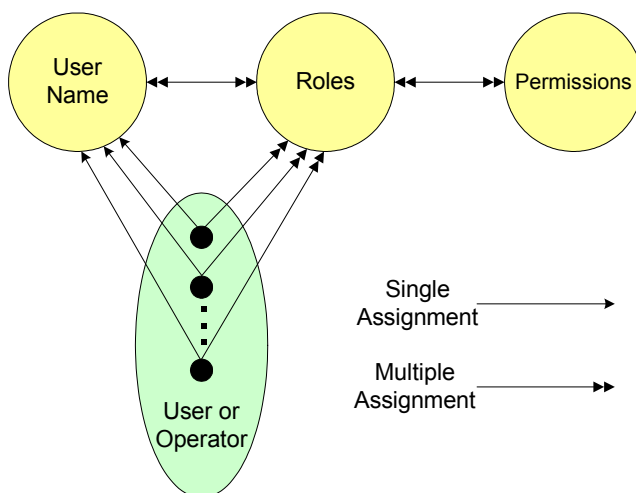 User
Name
Roles
Permissions
Single
Assignment
Multiple
Assignment
User or
Operator